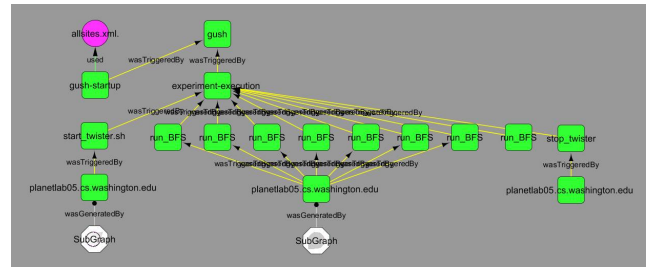 allsites.xml.
gush
used
wasTriggeredBy
wasTriggeredBy
gush-startup
experiment-execution
wasTriggeredBy
start_twister.sh
run_BFS
run_BFS
run_BFS
run_BFS
run_BFS
run_BFS
run_BFS
run_BFS
stop_twister
wasTriggeredBy
wasTriggeredBy
planetlab05.cs.washington.edu
planetlab05.cs.washington.edu
planetlab05.cs.washington.edu
wasGeneratedBy
wasGeneratedBy
SubGraph
SubGraph